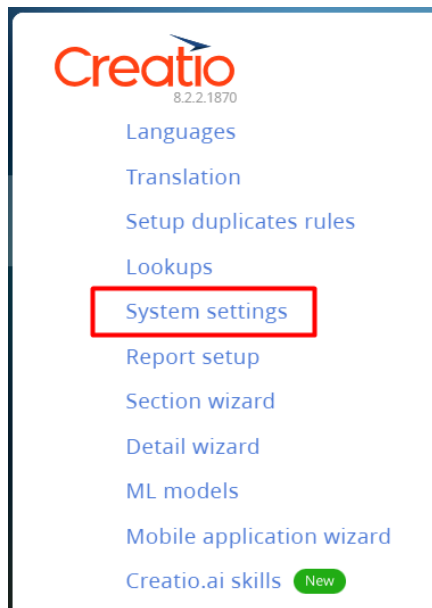 Creatio
8.2.2.1870
Languages
Translation
Setup duplicates rules
Lookups
System settings
Report setup
Section wizard
Detail wizard
ML models
Mobile application wizard
Creatio.ai skills New